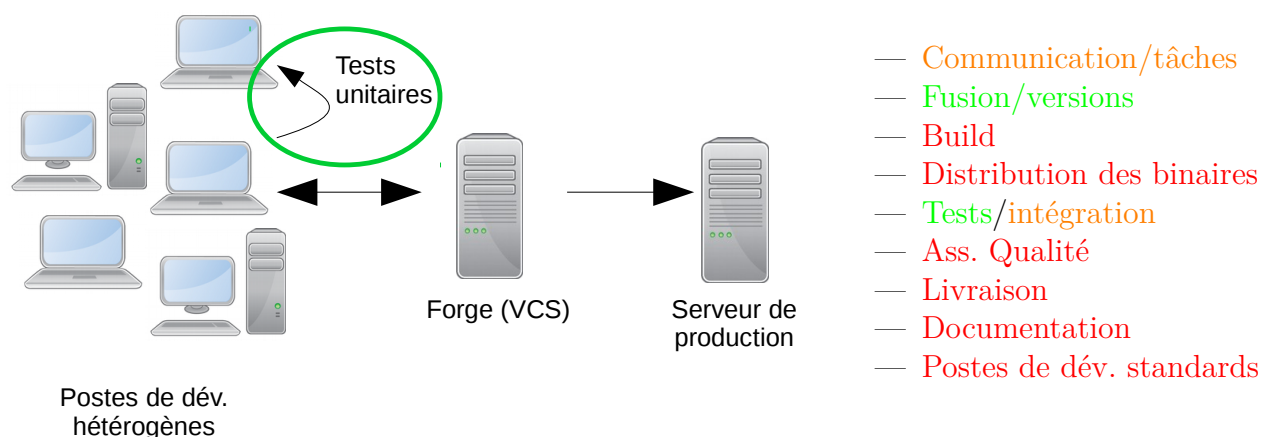 Tests
unitaires
Forge (VCS)
Serveur de
production
Postes de dév.
hétérogènes
— Communication/tâches
— Fusion/versions
— Build
— Distribution des binaires
— Tests/intégration
— Ass. Qualité
— Livraison
— Documentation
— Postes de dév. standards